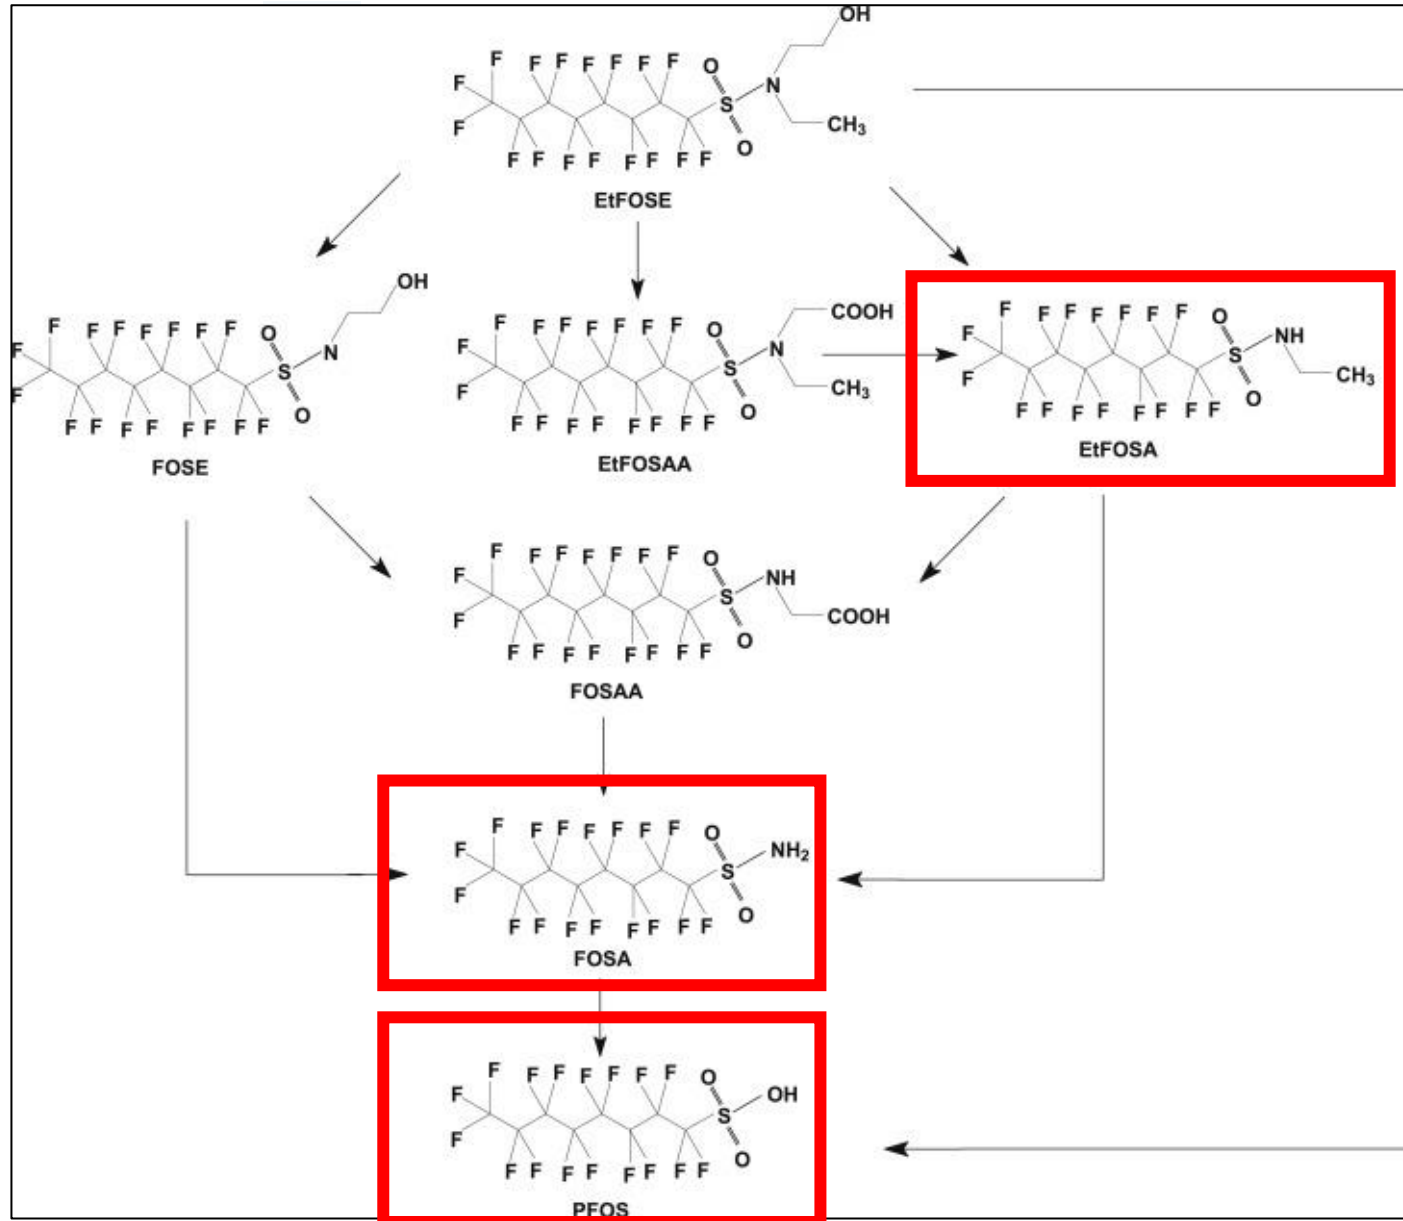 OH
F F F F F F F F
F O N
F S CH3
F F F F F F F F O
EtFOSE
OH
F F F F F F F F O
F S N
F O
F F F F F F F F
FOSE
F F F F F F F F O COOH
F N
F S CH3
F F F F F F F F O
EtFOSAA
F F F F F F F F O
F NH
F S CH3
F F F F F F F F O
EtFOSA
F F F F F F F O
F NH
F S COOH
F F F F F F F F O
FOSAA
F F F F F F F O
F NH2
F S
F F F F F F F F O
FOSA
F F F F F F F O
F OH
F S
F F F F F F F F O
PFOS